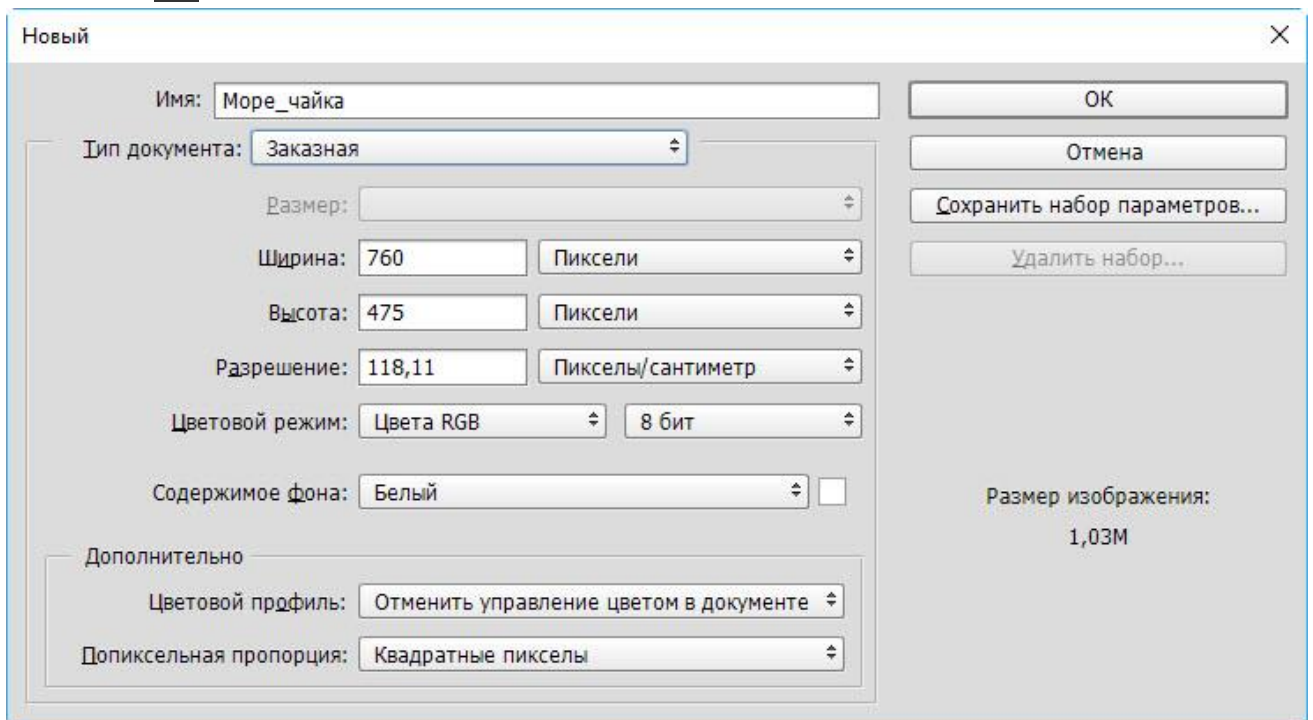 Новый
Имя: Море_чайка
OK
Тип документа: Заказная
Отмена
Размер:
Сохранить набор параметров...
Ширина: 760 Пиксели
Удалить набор...
Высота: 475 Пиксели
Разрешение: 118,11 Пикселы/сантиметр
Цветовой режим: Цвета RGB 8 бит
Содержимое фона: Белый
Размер изображения:
1,03M
Дополнительно
Цветовой профиль: Отменить управление цветом в документе
Попиксельная пропорция: Квадратные пикселы